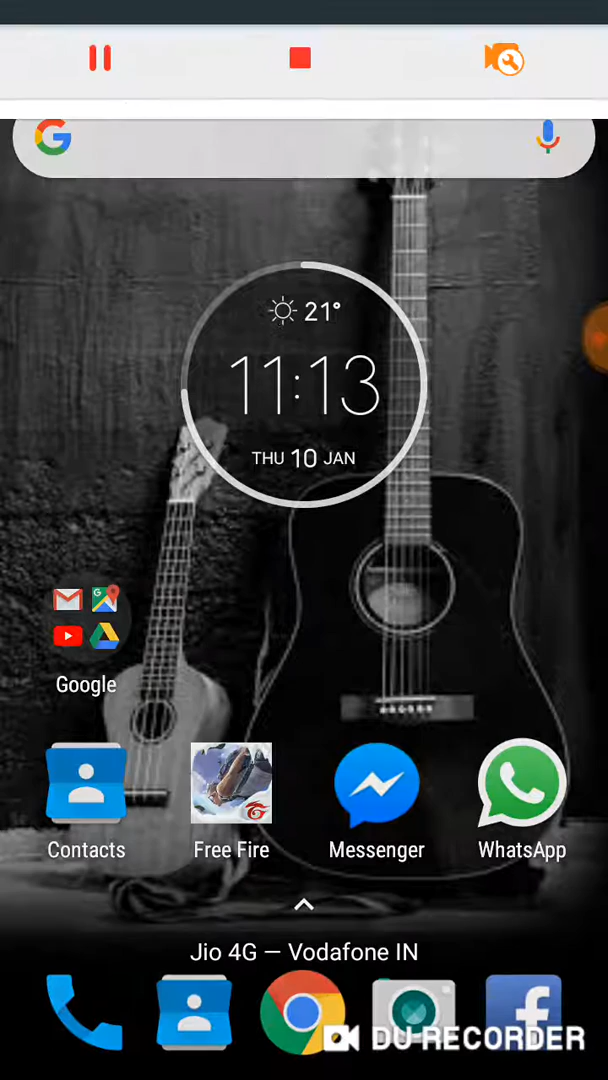 21°
11:13
THU 10 JAN
Google
Contacts
Free Fire
Messenger
WhatsApp
Jio 4G — Vodafone IN
DU RECORDER